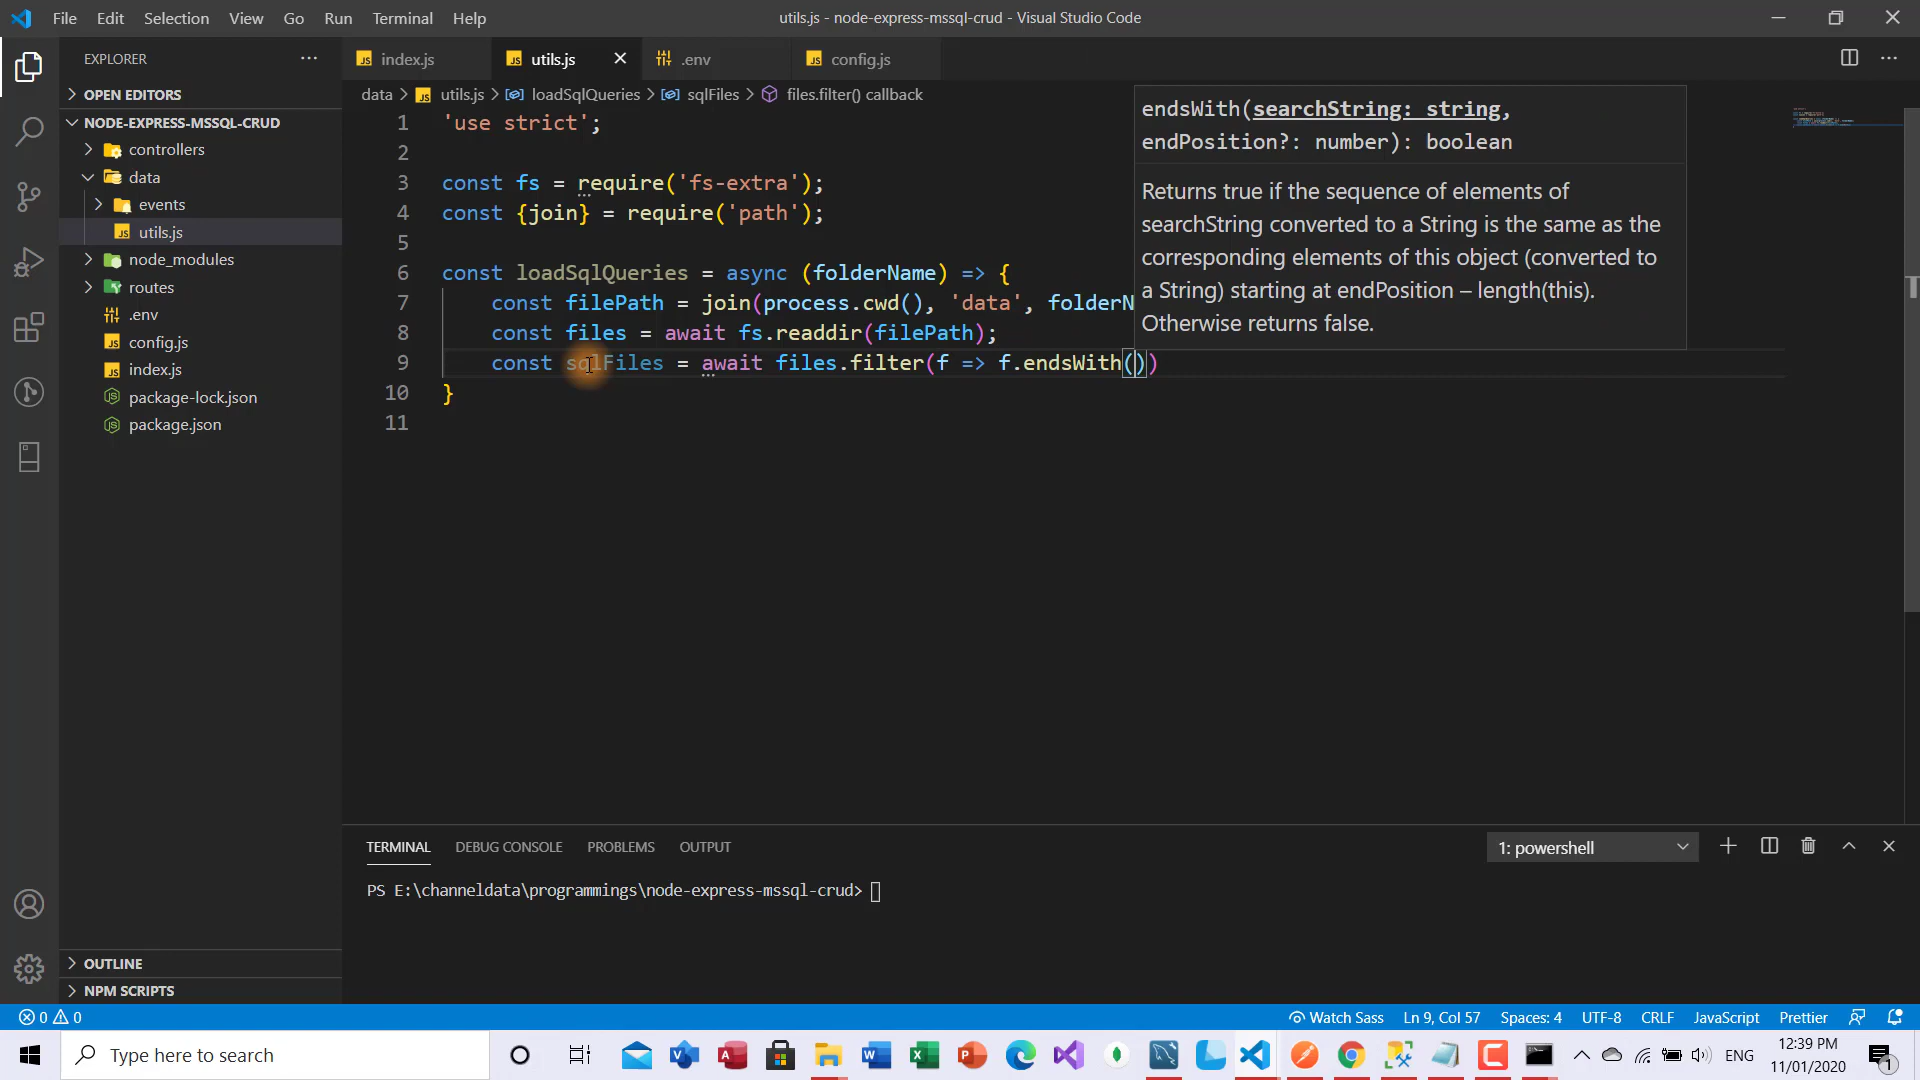 File Edit Selection View Go Run Terminal Help
utils.js - node-express-mssql-crud - Visual Studio Code
EXPLORER
OPEN EDITORS
NODE-EXPRESS-MSSQL-CRUD
controllers
data
events
utils.js
node_modules
routes
.env
config.js
index.js
package-lock.json
package.json
OUTLINE
NPM SCRIPTS
index.js utils.js .env config.js
data > utils.js > loadSqlQueries > sqlFiles > files.filter() callback
1 'use strict';
2
3 const fs = require('fs-extra');
4 const {join} = require('path');
5
6 const loadSqlQueries = async (folderName) => {
7 const filePath = join(process.cwd(), 'data', folderN
8 const files = await fs.readdir(filePath);
9 const sqlFiles = await files.filter(f => f.endsWith())
10 }
11
endsWith(searchString: string,
endPosition?: number): boolean
Returns true if the sequence of elements of
searchString converted to a String is the same as the
corresponding elements of this object (converted to
a String) starting at endPosition – length(this).
Otherwise returns false.
TERMINAL DEBUG CONSOLE PROBLEMS OUTPUT
1: powershell
PS E:\channeldata\programmings\node-express-mssql-crud>
0 0
Watch Sass Ln 9, Col 57 Spaces: 4 UTF-8 CRLF JavaScript Prettier
Type here to search
ENG
12:39 PM
11/01/2020
1